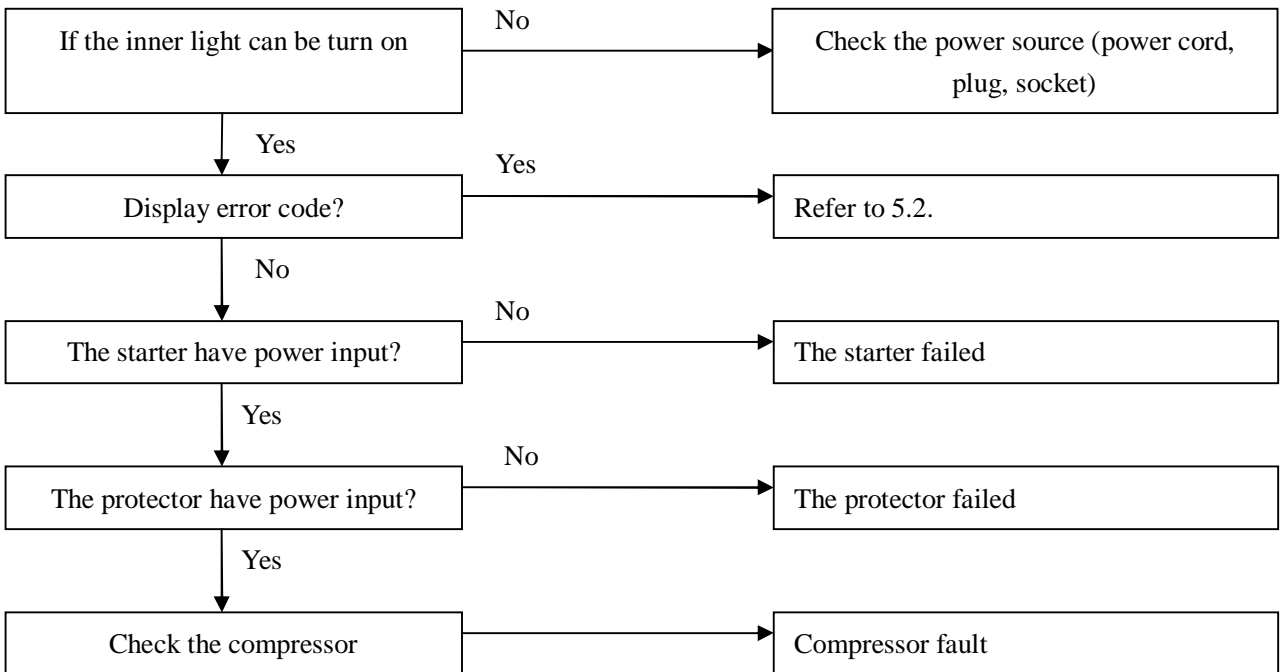 No
If the inner light can be turn on
Check the power source (power cord,
plug, socket)
Yes
Yes
Display error code?
Refer to 5.2.
No
No
The starter have power input?
The starter failed
Yes
No
The protector have power input?
The protector failed
Yes
Check the compressor
Compressor fault